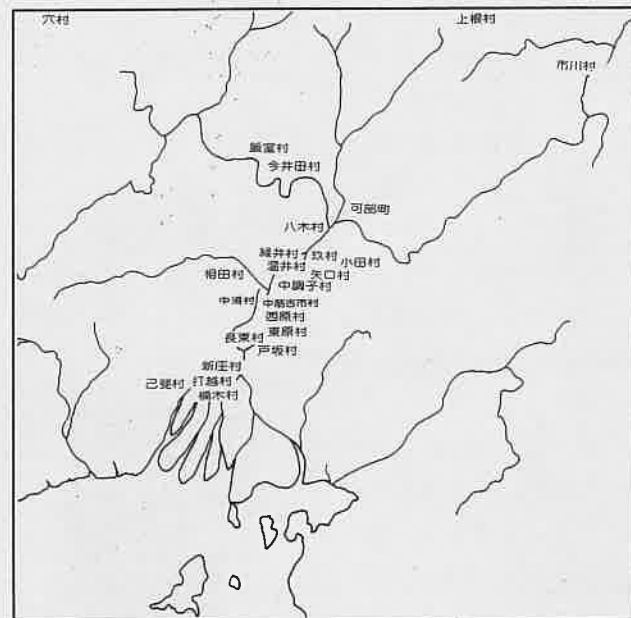 穴村
上根村
市川村
飯室村
今井田村
可部町
八木村
緑井村
玖村
小田村
温井村
矢口村
相田村
中調子村
中須村
中筋古市村
西原村
東原村
長束村
戸坂村
新庄村
己斐村
打越村
楠木村